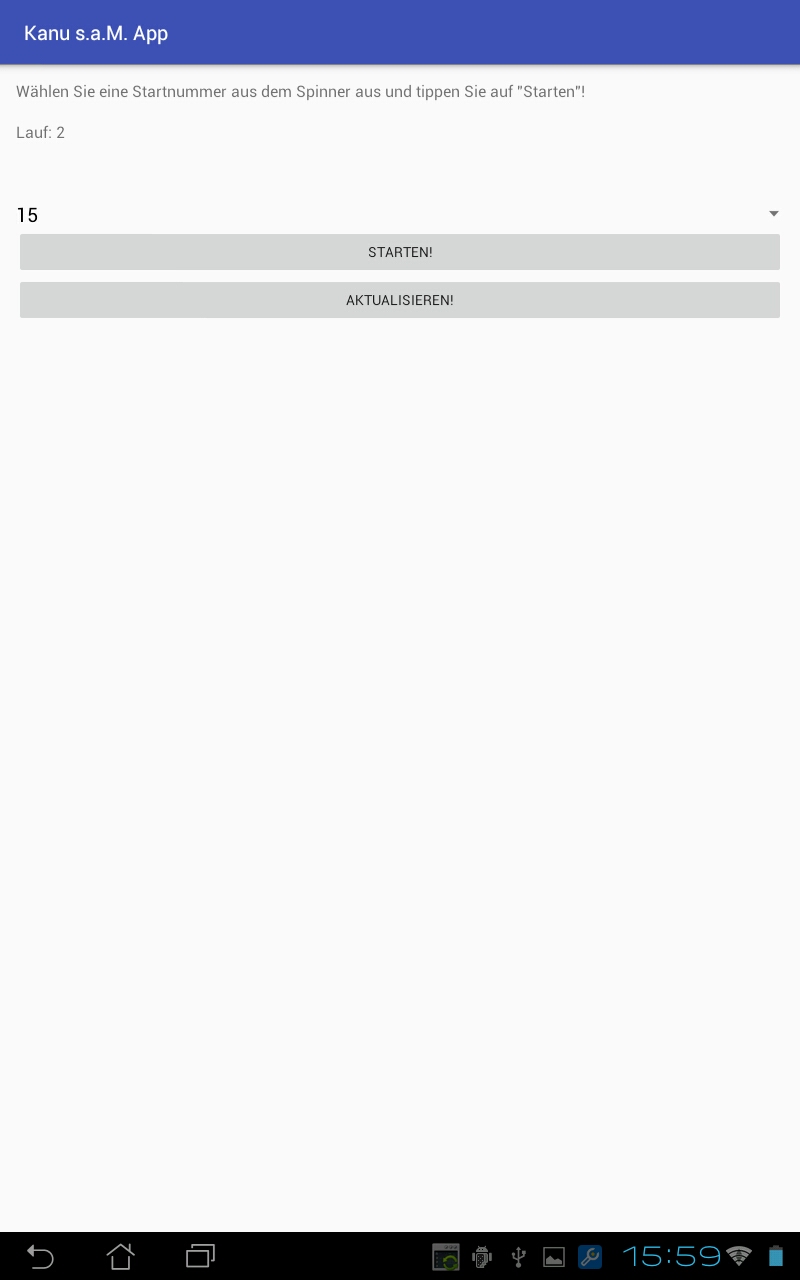 Kanu s.a.M. App
Wählen Sie eine Startnummer aus dem Spinner aus und tippen Sie auf "Starten"!
Lauf: 2
15
STARTEN!
AKTUALISIEREN!
15:59